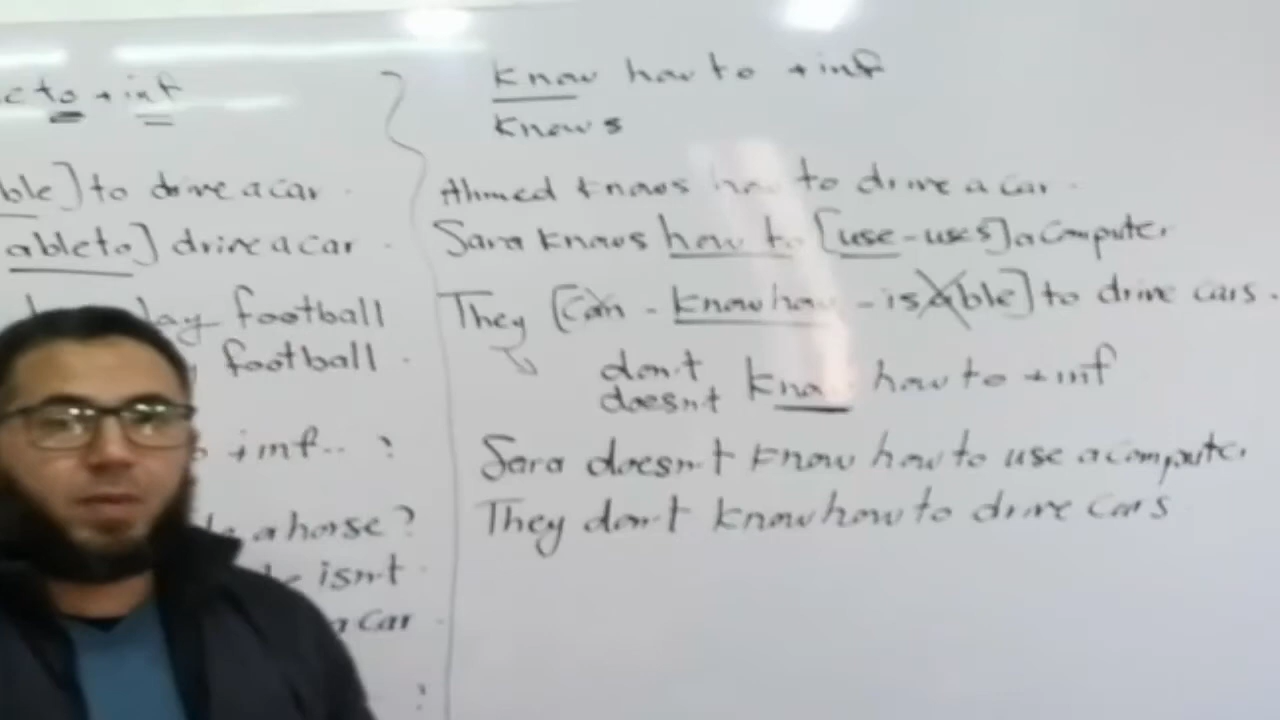 to + inf
ble] to drive a car.
able to] drive a car.
play football
football.
+ inf.. ?
a horse?
isn't.
a car.
?
know how to + inf
knows
Ahmed knows how to drive a car.
Sara knows how to [use - uses] a computer
They [can - know how - is able] to drive cars.
don't
doesn't know how to + inf
Sara doesn't know how to use a computer.
They don't know how to drive cars